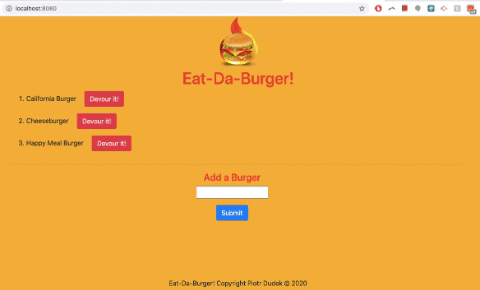 localhost:8080
Eat-Da-Burger!
1. California Burger Devour it!
2. Cheeseburger Devour it!
3. Happy Meal Burger Devour it!
Add a Burger
Submit
Eat-Da-Burger! Copyright Piotr Dudek © 2020